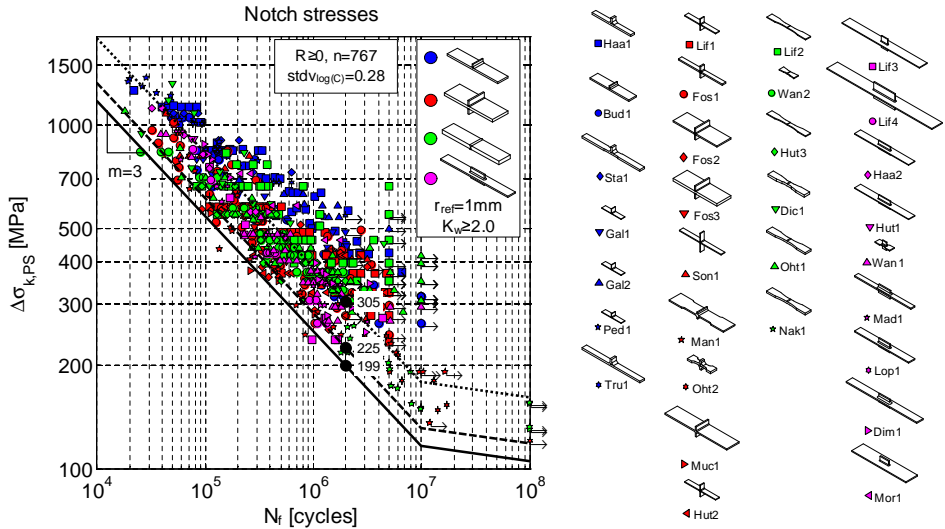 Notch stresses
R≥0, n=767
stdv_log(C)=0.28
r_ref=1mm
K_w≥2.0
m=3
305
225
199
1500
1000
700
500
400
300
200
100
Δσ_k,PS [MPa]
10^4 10^5 10^6 10^7 10^8
N_f [cycles]
Haa1
Bud1
Sta1
Gal1
Gal2
Ped1
Tru1
Lif1
Fos1
Fos2
Fos3
Son1
Man1
Oht2
Muc1
Hut2
Lif2
Wan2
Hut3
Dic1
Oht1
Nak1
Lif3
Lif4
Haa2
Hut1
Wan1
Mad1
Lop1
Dim1
Mor1